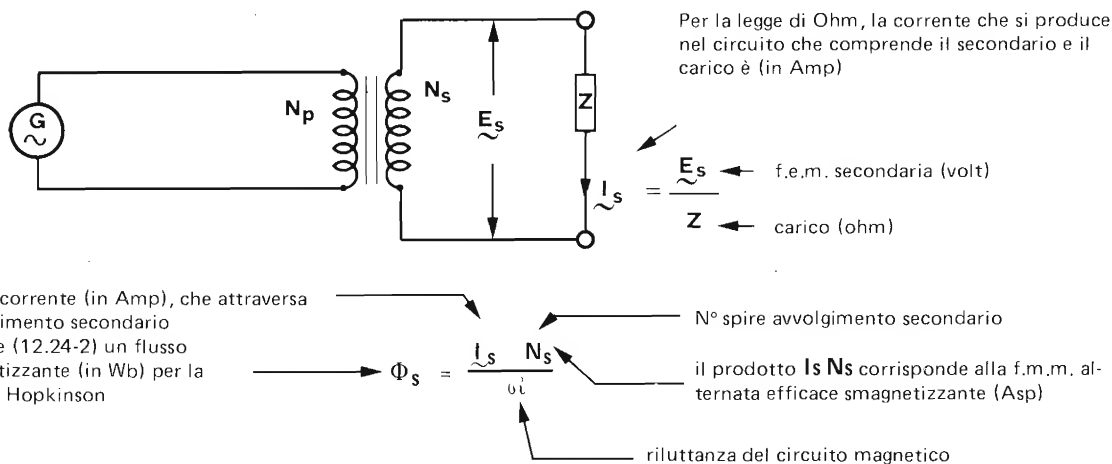 Per la legge di Ohm, la corrente che si produce
nel circuito che comprende il secondario e il
carico è (in Amp)
G
Np
Ns
Es
Z
Is = Es / Z
f.e.m. secondaria (volt)
carico (ohm)
corrente (in Amp), che attraversa
imento secondario
e (12.24-2) un flusso
tizzante (in Wb) per la
Hopkinson
Φs = Is Ns
N° spire avvolgimento secondario
il prodotto Is Ns corrisponde alla f.m.m. al-
ternata efficace smagnetizzante (Asp)
riluttanza del circuito magnetico